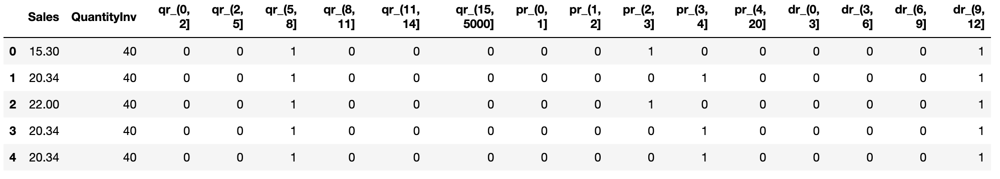 Sales QuantityInv qr_(0, 2] qr_(2, 5] qr_(5, 8] qr_(8, 11] qr_(11, 14] qr_(15, 5000] pr_(0, 1] pr_(1, 2] pr_(2, 3] pr_(3, 4] pr_(4, 20] dr_(0, 3] dr_(3, 6] dr_(6, 9] dr_(9, 12]
0 15.30 40 0 0 1 0 0 0 0 0 1 0 0 0 0 0 1
1 20.34 40 0 0 1 0 0 0 0 0 0 1 0 0 0 0 1
2 22.00 40 0 0 1 0 0 0 0 0 1 0 0 0 0 0 1
3 20.34 40 0 0 1 0 0 0 0 0 0 1 0 0 0 0 1
4 20.34 40 0 0 1 0 0 0 0 0 0 1 0 0 0 0 1